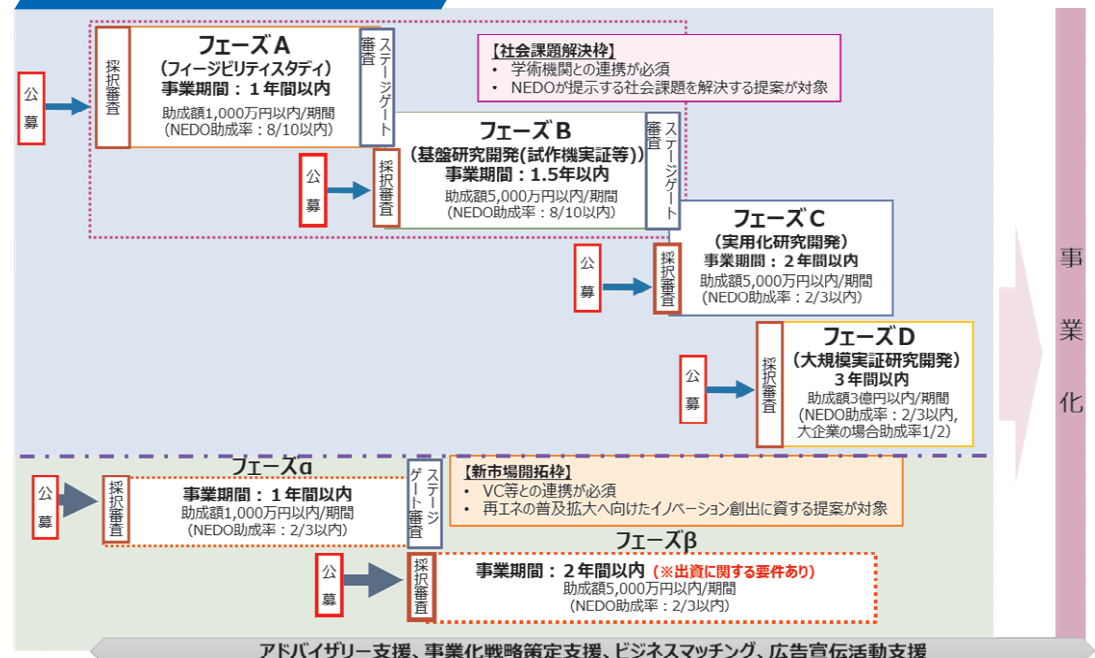 公募
採択審査
フェーズA
(フィージビリティスタディ)
事業期間：1年間以内
助成額1,000万円以内/期間
(NEDO助成率：8/10以内)
ステージゲート審査
【社会課題解決枠】
• 学術機関との連携が必須
• NEDOが提示する社会課題を解決する提案が対象
公募
採択審査
フェーズB
(基盤研究開発(試作機実証等))
事業期間：1.5年以内
助成額5,000万円以内/期間
(NEDO助成率：8/10以内)
ステージゲート審査
公募
採択審査
フェーズC
(実用化研究開発)
事業期間：2年間以内
助成額5,000万円以内/期間
(NEDO助成率：2/3以内)
公募
採択審査
フェーズD
(大規模実証研究開発)
3年間以内
助成額3億円以内/期間
(NEDO助成率：2/3以内,
大企業の場合助成率1/2)
事業化
公募
採択審査
フェーズα
事業期間：1年間以内
助成額1,000万円以内/期間
(NEDO助成率：2/3以内)
ステージゲート審査
【新市場開拓枠】
• VC等との連携が必須
• 再エネの普及拡大へ向けたイノベーション創出に資する提案が対象
公募
採択審査
フェーズβ
事業期間：2年間以内 (※出資に関する要件あり)
助成額5,000万円以内/期間
(NEDO助成率：2/3以内)
アドバイザリー支援、事業化戦略策定支援、ビジネスマッチング、広告宣伝活動支援